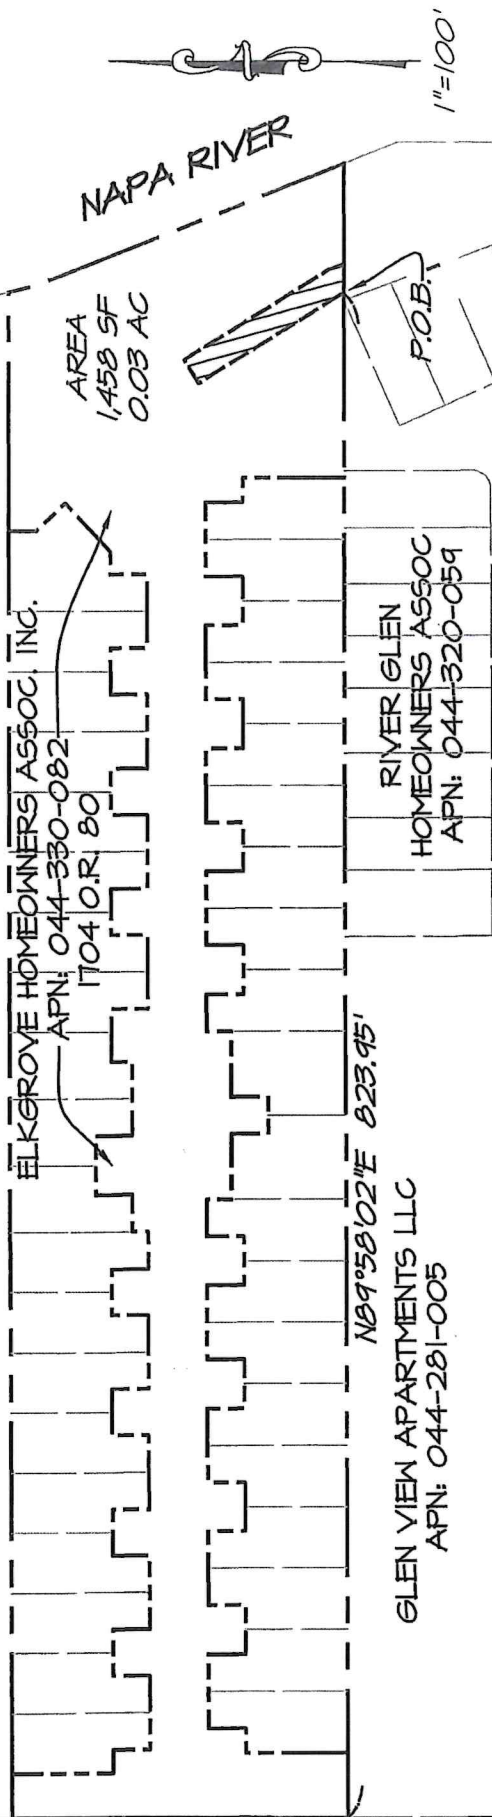 1"=100'
NAPA RIVER
AREA
1,458 SF
0.03 AC
P.O.B.
ELKGROVE HOMEOWNERS ASSOC. INC.
APN: 044-330-082
1704 O.R. 80
RIVER GLEN
HOMEOWNERS ASSOC
APN: 044-320-059
N89°58'02"E 823.95'
GLEN VIEW APARTMENTS LLC
APN: 044-281-005